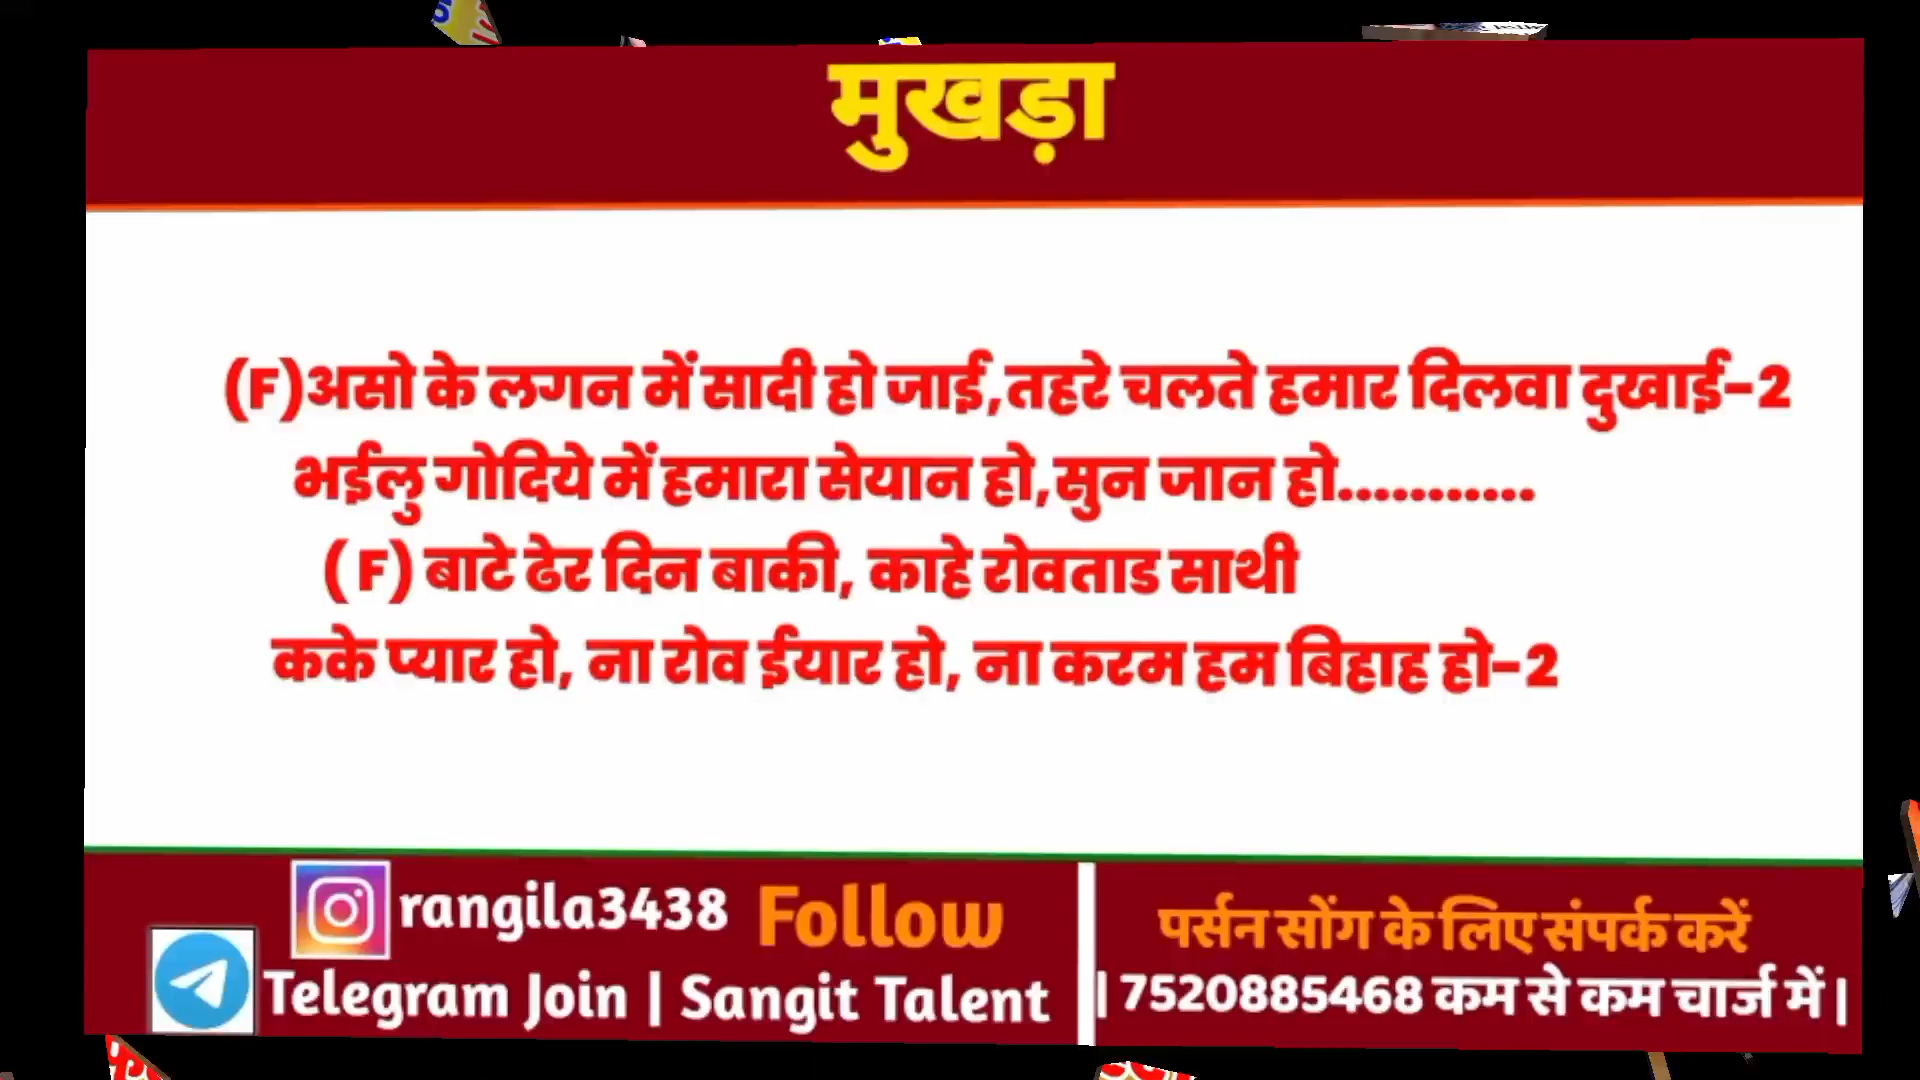 मुखड़ा
(F)असो के लगन में सादी हो जाई,तहरे चलते हमार दिलवा दुखाई-2
भईलु गोदिये में हमारा सेयान हो,सुन जान हो...........
( F) बाटे ढेर दिन बाकी, काहे रोवताड साथी
कके प्यार हो, ना रोव ईयार हो, ना करम हम बिहाह हो-2
rangila3438 Follow
Telegram Join | Sangit Talent
पर्सन सोंग के लिए संपर्क करें
| 7520885468 कम से कम चार्ज में |